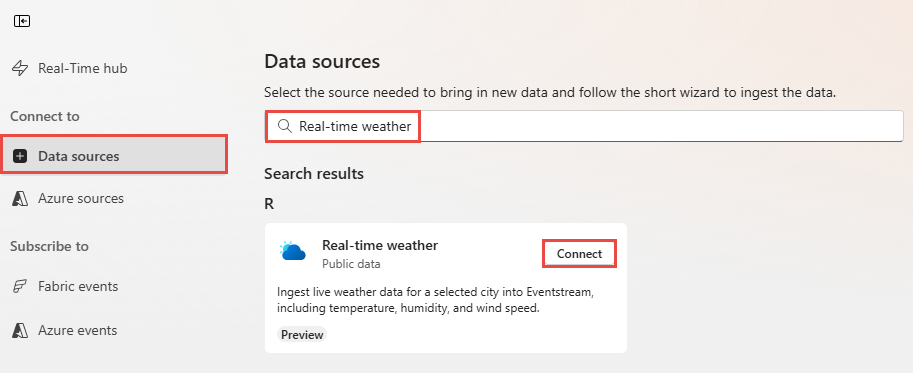 Real-Time hub
Connect to
Data sources
Azure sources
Subscribe to
Fabric events
Azure events
Data sources
Select the source needed to bring in new data and follow the short wizard to ingest the data.
Real-time weather
Search results
R
Real-time weather
Public data
Connect
Ingest live weather data for a selected city into Eventstream,
including temperature, humidity, and wind speed.
Preview